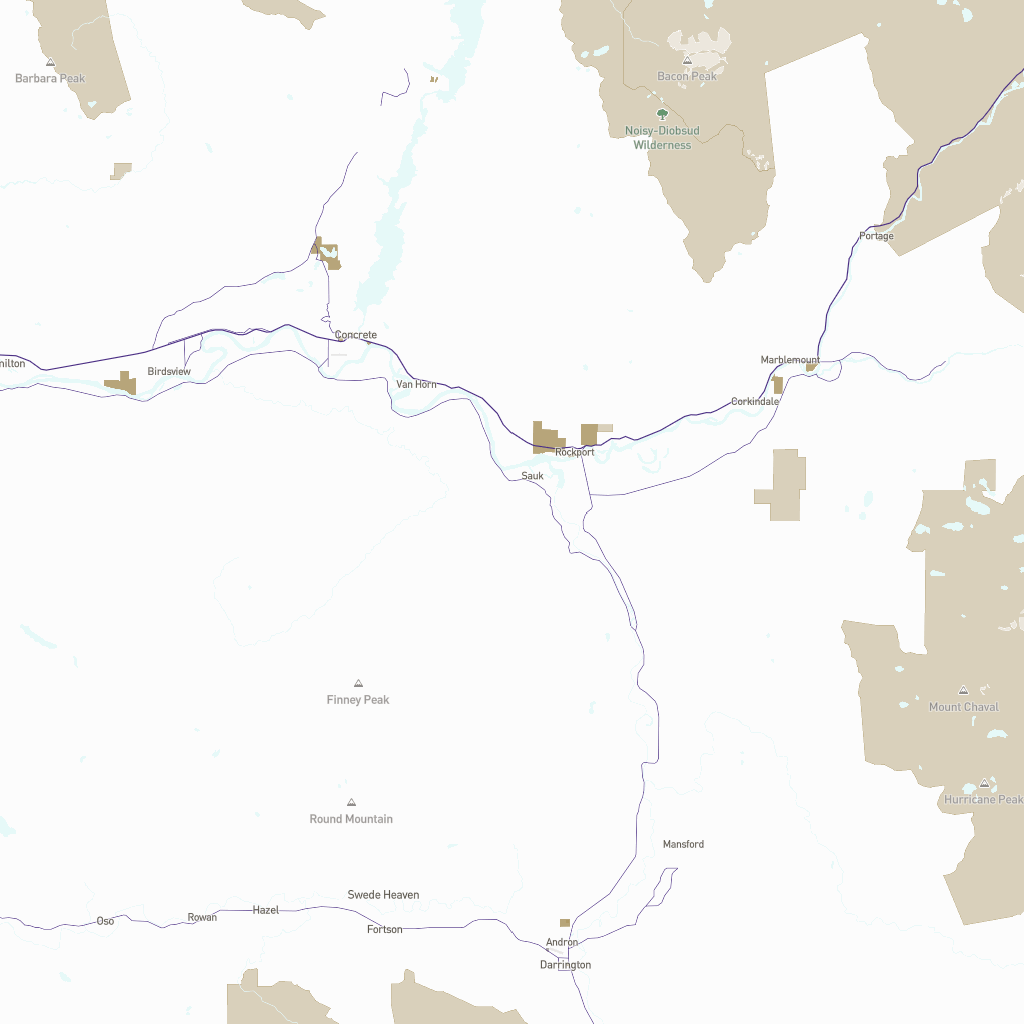 Barbara Peak
Bacon Peak
Noisy-Diobsud
Wilderness
Portage
Concrete
nilton
Birdsview
Marblemount
Van Horn
Corkindale
Rockport
Sauk
Finney Peak
Mount Chaval
Hurricane Peak
Round Mountain
Mansford
Swede Heaven
Hazel
Rowan
Oso
Fortson
Andron
Darrington